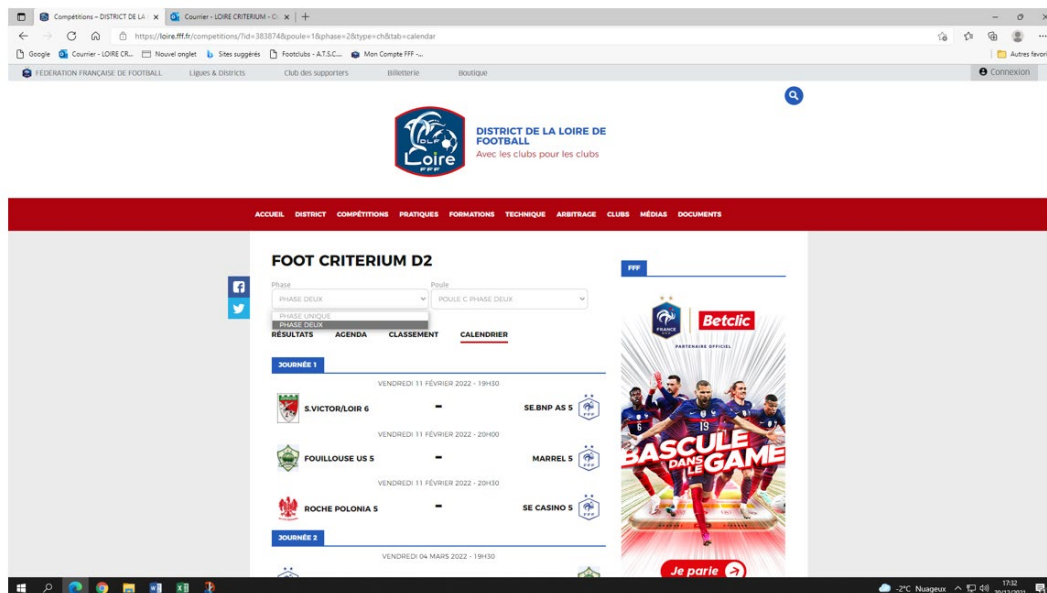 Compétitions – DISTRICT DE LA
Courrier - LOIRE CRITERIUM - O
https://loire.fff.fr/competitions/?id=383874&poule=1&phase=2&type=ch&tab=calendar
Google
Courrier - LOIRE CR...
Nouvel onglet
Sites suggérés
Footclubs - A.T.S.C...
Mon Compte FFF -...
Autres favori
FÉDÉRATION FRANÇAISE DE FOOTBALL
Ligues & Districts
Club des supporters
Billetterie
Boutique
Connexion
DLF
Loire
FFF
DISTRICT DE LA LOIRE DE
FOOTBALL
Avec les clubs pour les clubs
ACCUEIL DISTRICT COMPÉTITIONS PRATIQUES FORMATIONS TECHNIQUE ARBITRAGE CLUBS MÉDIAS DOCUMENTS
FOOT CRITERIUM D2
FFF
Phase
Poule
PHASE DEUX
POULE C PHASE DEUX
PHASE UNIQUE
PHASE DEUX
RÉSULTATS AGENDA CLASSEMENT CALENDRIER
JOURNÉE 1
VENDREDI 11 FÉVRIER 2022 - 19H30
S.VICTOR/LOIR 6 - SE.BNP AS 5
VENDREDI 11 FÉVRIER 2022 - 20H00
FOUILLOUSE US 5 - MARREL 5
VENDREDI 11 FÉVRIER 2022 - 20H30
ROCHE POLONIA 5 - SE CASINO 5
JOURNÉE 2
VENDREDI 04 MARS 2022 - 19H30
FRANCE
Betclic
PARTENAIRE OFFICIEL
6
19
BASCULE
DANS LE GAME
Je parie
-2°C Nuageux
17:32
20/12/2021